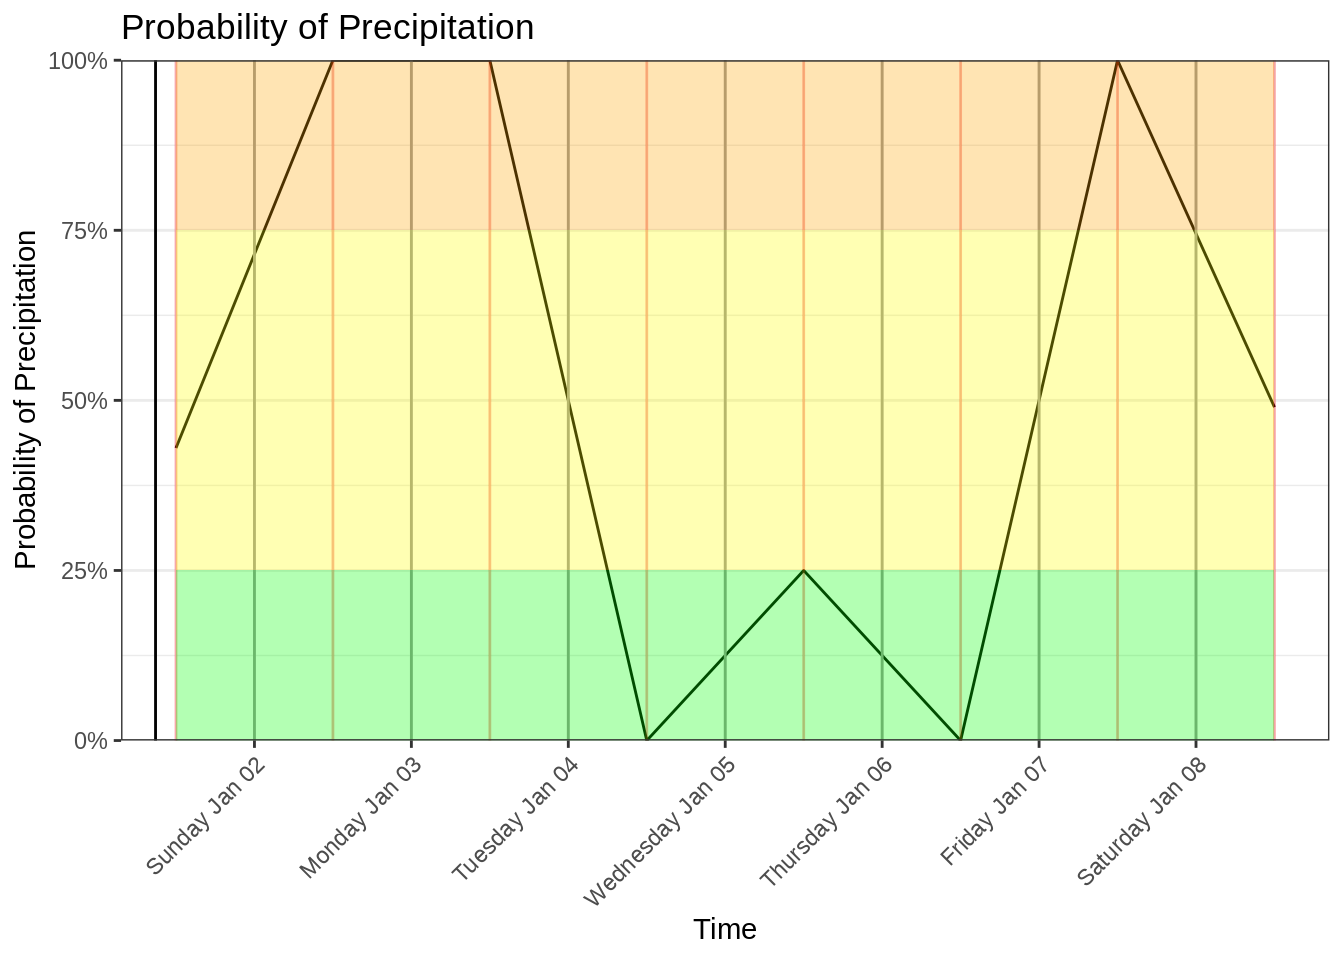 Probability of Precipitation
Probability of Precipitation
100%
75%
50%
25%
0%
Sunday Jan 02
Monday Jan 03
Tuesday Jan 04
Wednesday Jan 05
Thursday Jan 06
Friday Jan 07
Saturday Jan 08
Time